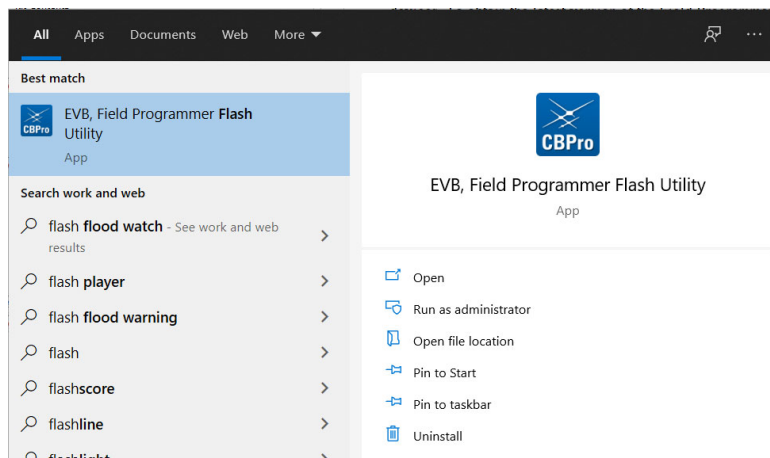 All Apps Documents Web More
Best match
EVB, Field Programmer Flash
Utility
App
Search work and web
flash flood watch - See work and web
results
flash player
flash flood warning
flash
flashscore
flashline
flashlight
CBPro
CBPro
EVB, Field Programmer Flash Utility
App
Open
Run as administrator
Open file location
Pin to Start
Pin to taskbar
Uninstall